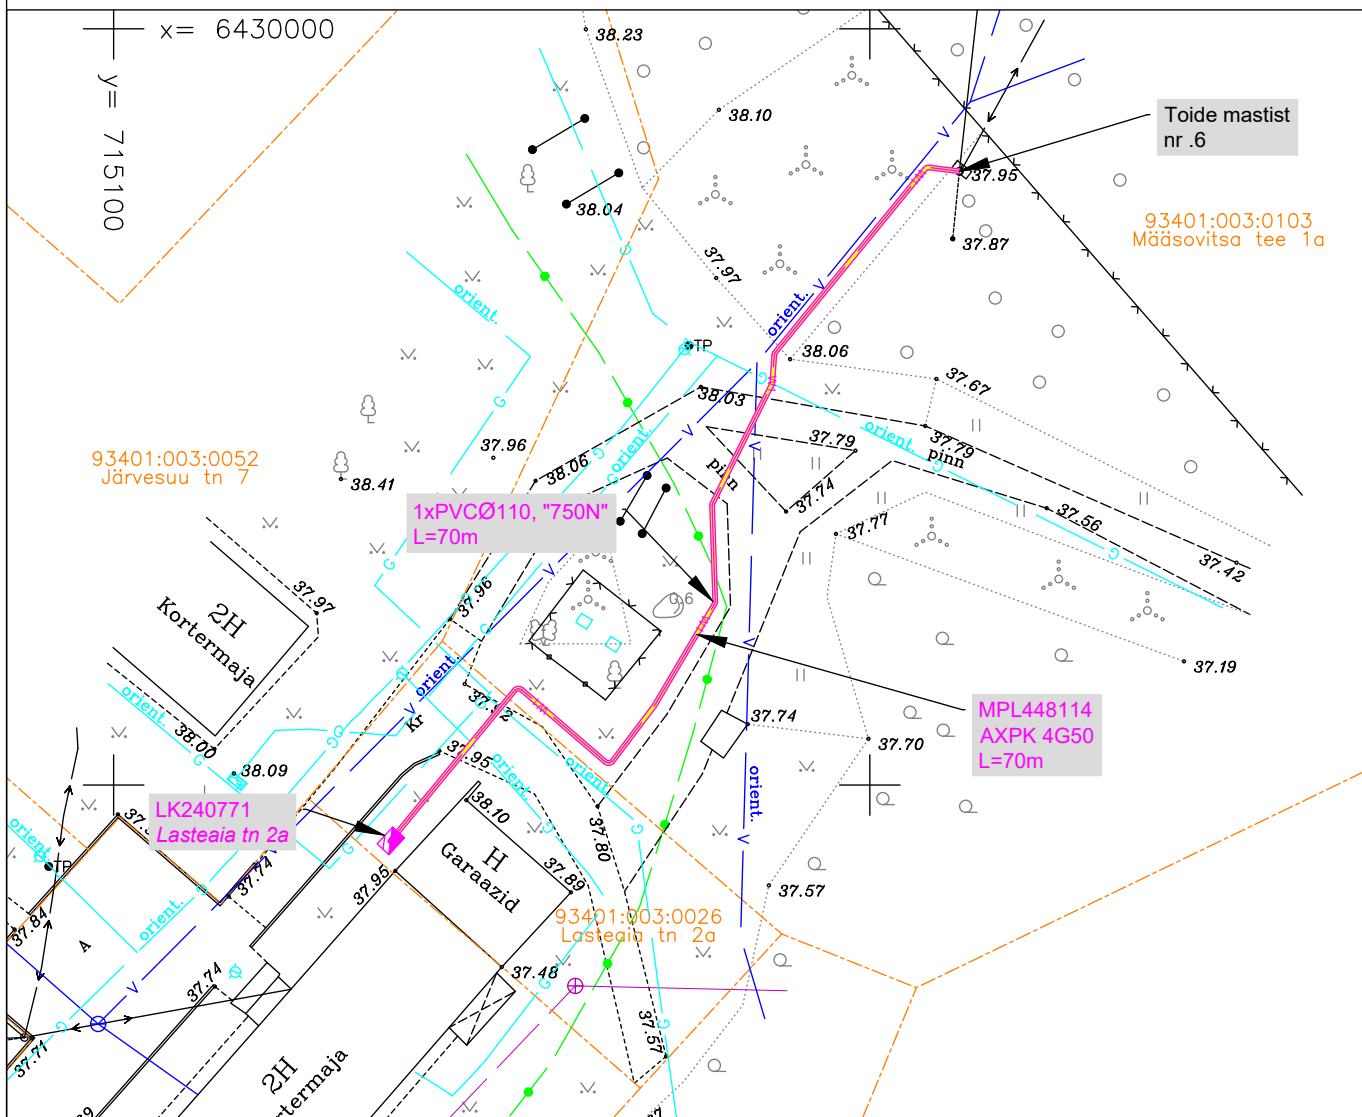 x= 6430000
y= 715100
38.23
38.10
Toide mastist
nr .6
37.95
38.04
93401:003:0103
Määsovitsa tee 1a
37.87
37.97
orient.
orient.
TP
38.06
37.67
38.03
orient.
37.79
37.79
pinn
93401:003:0052
Järvesuu tn 7
37.96
38.06
orient.
pinn
38.41
37.74
1xPVCØ110, "750N"
L=70m
37.77
37.56
37.42
37.97
37.96
0.6
2H
Kortermaja
37.19
orient.
orient.
37.74
MPL448114
AXPK 4G50
L=70m
Kr
38.00
37.95
37.70
38.09
orient.
orient.
orient.
LK240771
Lasteaia tn 2a
38.10
37.80
orient.
TP
H
Garaazid
37.74
37.95
37.89
37.57
93401:003:0026
Lasteaia tn 2a
37.84
A
orient.
37.74
37.48
37.57
37.71
2H